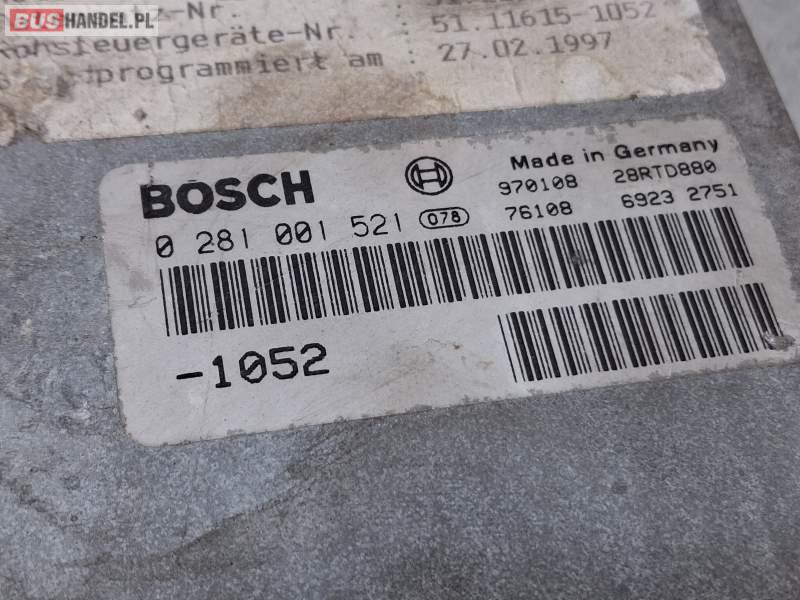 BUSHANDEL.PL
-Nr.
steuergeräte-Nr. : 51.11615-1052
programmiert am : 27.02.1997
Made in Germany
BOSCH 970108 28RTD880
0 281 001 521 078 76108 6923 2751
-1052